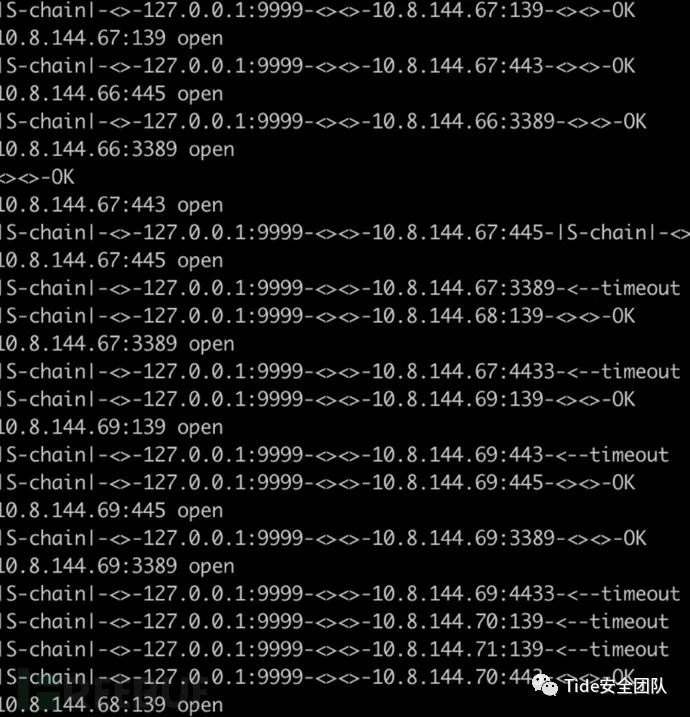 |S-chain|-<>-127.0.0.1:9999-<><>-10.8.144.67:139-<><>-OK
10.8.144.67:139 open
|S-chain|-<>-127.0.0.1:9999-<><>-10.8.144.67:443-<><>-OK
10.8.144.66:445 open
|S-chain|-<>-127.0.0.1:9999-<><>-10.8.144.66:3389-<><>-OK
10.8.144.66:3389 open
<><>-OK
10.8.144.67:443 open
|S-chain|-<>-127.0.0.1:9999-<><>-10.8.144.67:445-|S-chain|-<>
10.8.144.67:445 open
|S-chain|-<>-127.0.0.1:9999-<><>-10.8.144.67:3389-<--timeout
|S-chain|-<>-127.0.0.1:9999-<><>-10.8.144.68:139-<><>-OK
10.8.144.67:3389 open
|S-chain|-<>-127.0.0.1:9999-<><>-10.8.144.67:4433-<--timeout
|S-chain|-<>-127.0.0.1:9999-<><>-10.8.144.69:139-<><>-OK
10.8.144.69:139 open
|S-chain|-<>-127.0.0.1:9999-<><>-10.8.144.69:443-<--timeout
|S-chain|-<>-127.0.0.1:9999-<><>-10.8.144.69:445-<><>-OK
10.8.144.69:445 open
|S-chain|-<>-127.0.0.1:9999-<><>-10.8.144.69:3389-<><>-OK
10.8.144.69:3389 open
|S-chain|-<>-127.0.0.1:9999-<><>-10.8.144.69:4433-<--timeout
|S-chain|-<>-127.0.0.1:9999-<><>-10.8.144.70:139-<--timeout
|S-chain|-<>-127.0.0.1:9999-<><>-10.8.144.71:139-<--timeout
|S-chain|-<>-127.0.0.1:9999-<><>-10.8.144.70:443-<><>-OK
10.8.144.68:139 open
Tide安全团队